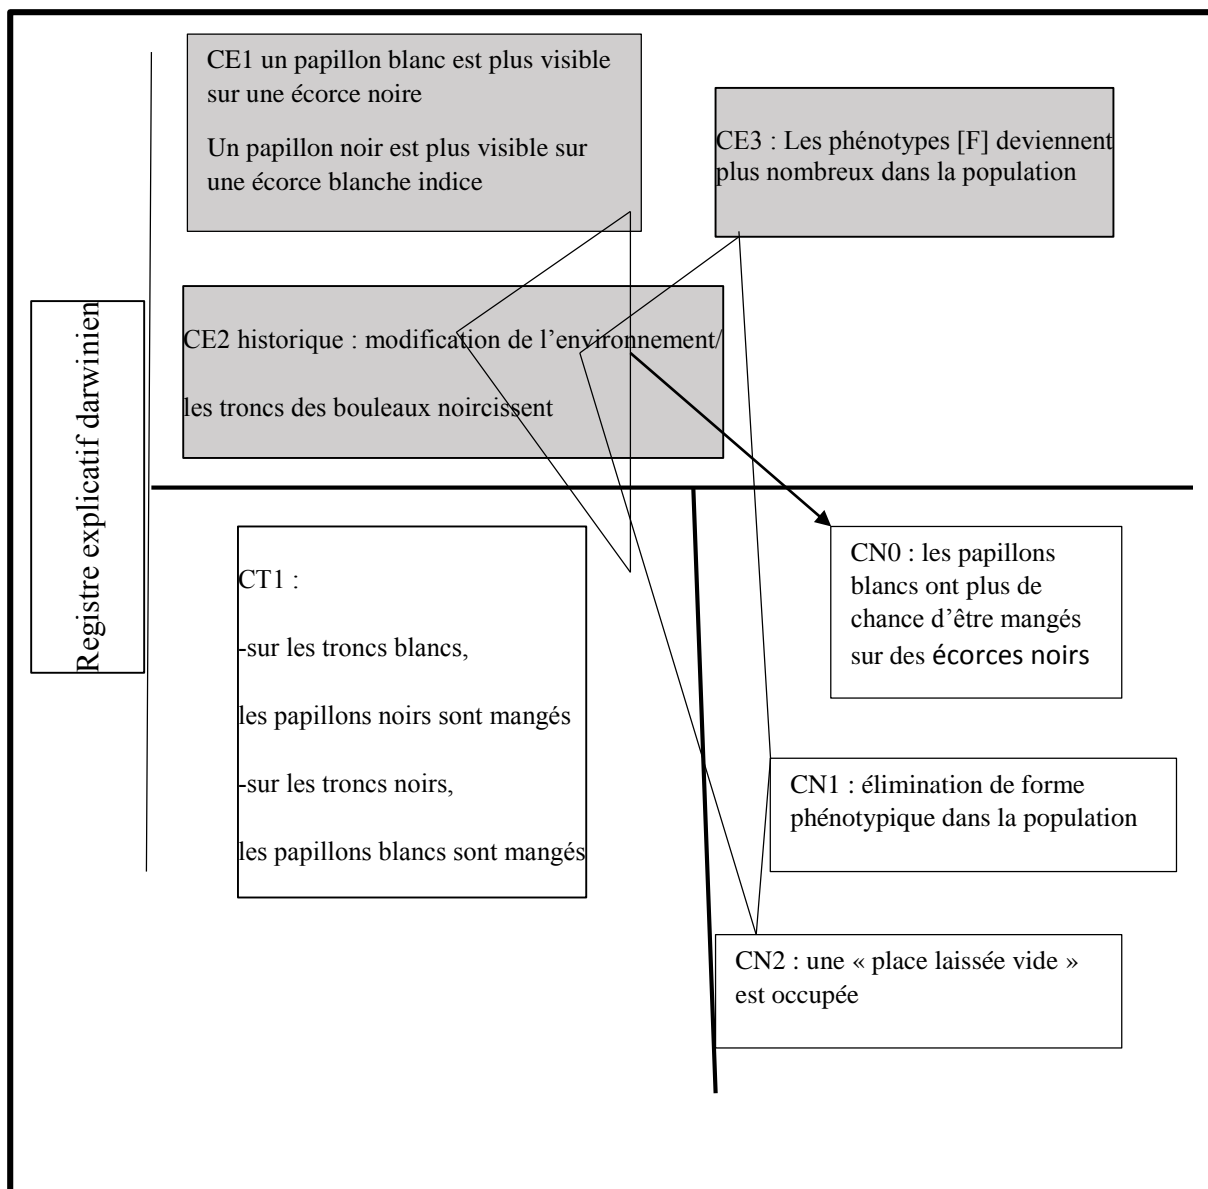 CE1 un papillon blanc est plus visible
sur une écorce noire
Un papillon noir est plus visible sur
une écorce blanche indice
CE3 : Les phénotypes [F] deviennent
plus nombreux dans la population
CE2 historique : modification de l’environnement/
les troncs des bouleaux noircissent
Registre explicatif darwinien
CT1 :
-sur les troncs blancs,
les papillons noirs sont mangés
-sur les troncs noirs,
les papillons blancs sont mangés
CN0 : les papillons
blancs ont plus de
chance d’être mangés
sur des écorces noirs
CN1 : élimination de forme
phénotypique dans la population
CN2 : une « place laissée vide »
est occupée